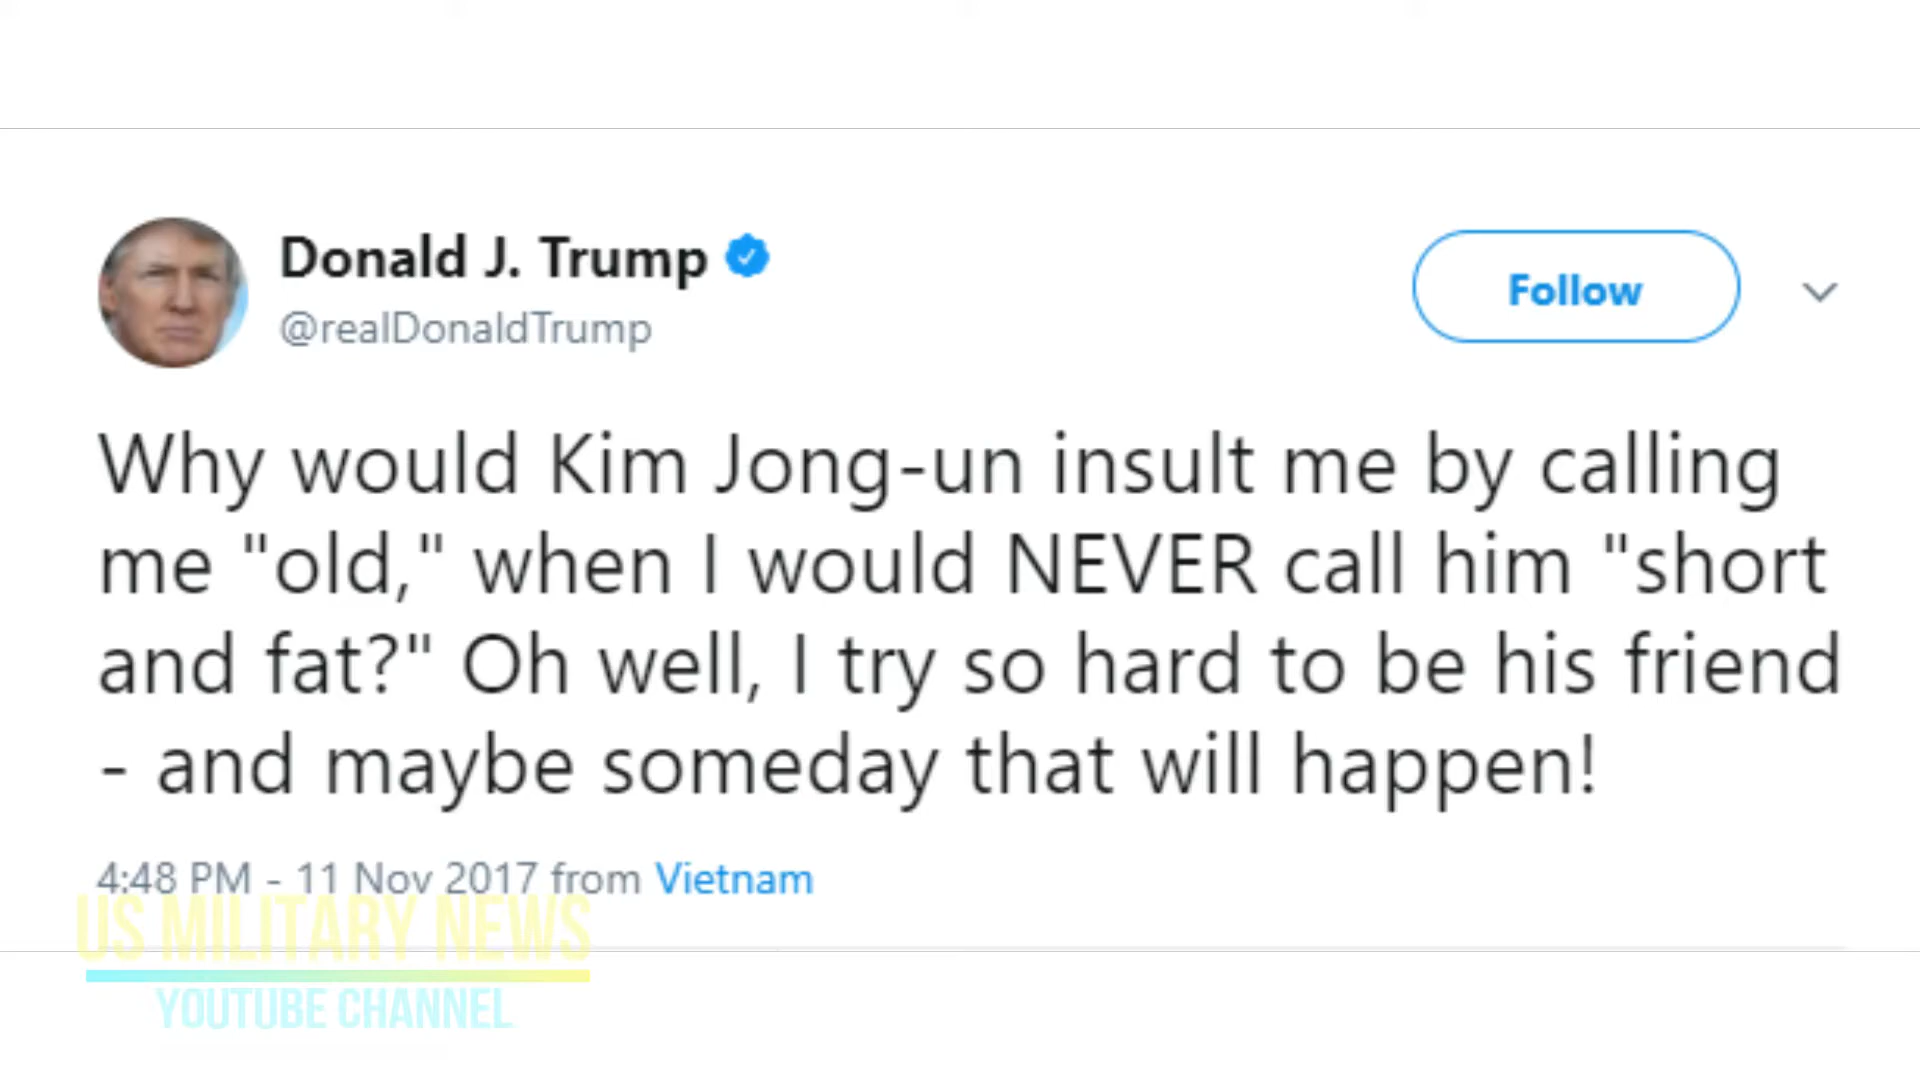 Donald J. Trump
@realDonaldTrump
Follow
Why would Kim Jong-un insult me by calling
me "old," when I would NEVER call him "short
and fat?" Oh well, I try so hard to be his friend
- and maybe someday that will happen!
4:48 PM - 11 Nov 2017 from Vietnam
US MILITARY NEWS
YOUTUBE CHANNEL